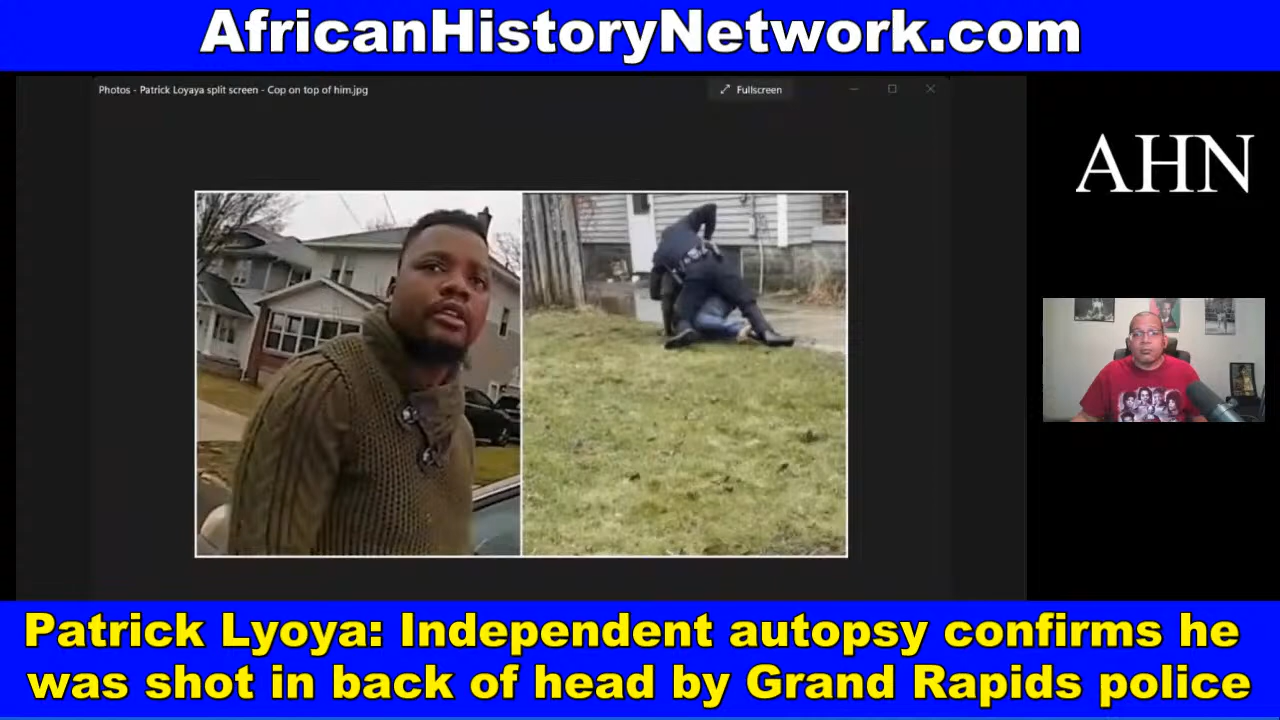 AfricanHistoryNetwork.com
Photos - Patrick Loyaya split screen - Cop on top of him.jpg
Fullscreen
AHN
Patrick Lyoya: Independent autopsy confirms he
was shot in back of head by Grand Rapids police